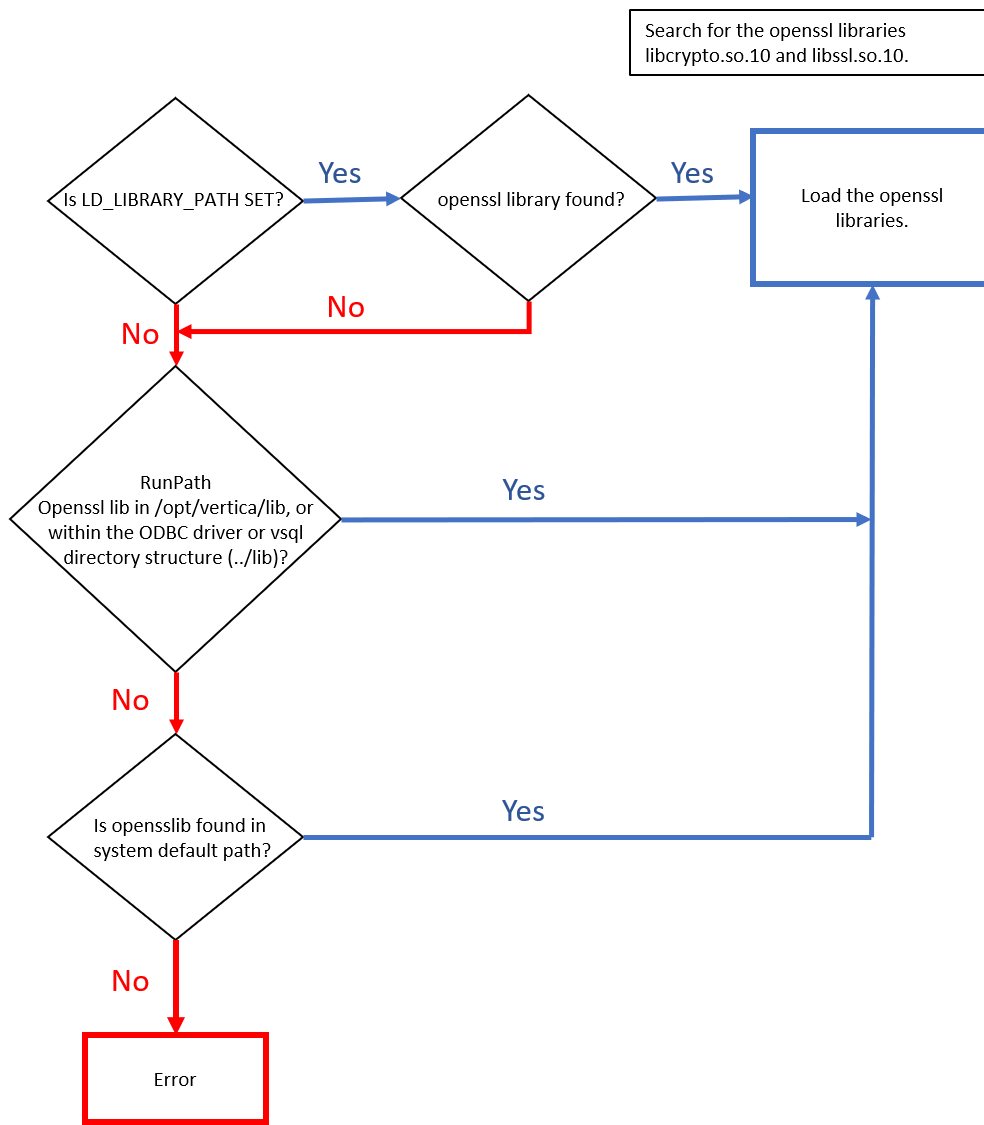 Search for the openssl libraries
libcrypto.so.10 and libssl.so.10.
Is LD_LIBRARY_PATH SET?
Yes
openssl library found?
Yes
Load the openssl
libraries.
No
No
RunPath
Openssl lib in /opt/vertica/lib, or
within the ODBC driver or vsql
directory structure (../lib)?
Yes
No
Is opensslib found in
system default path?
Yes
No
Error